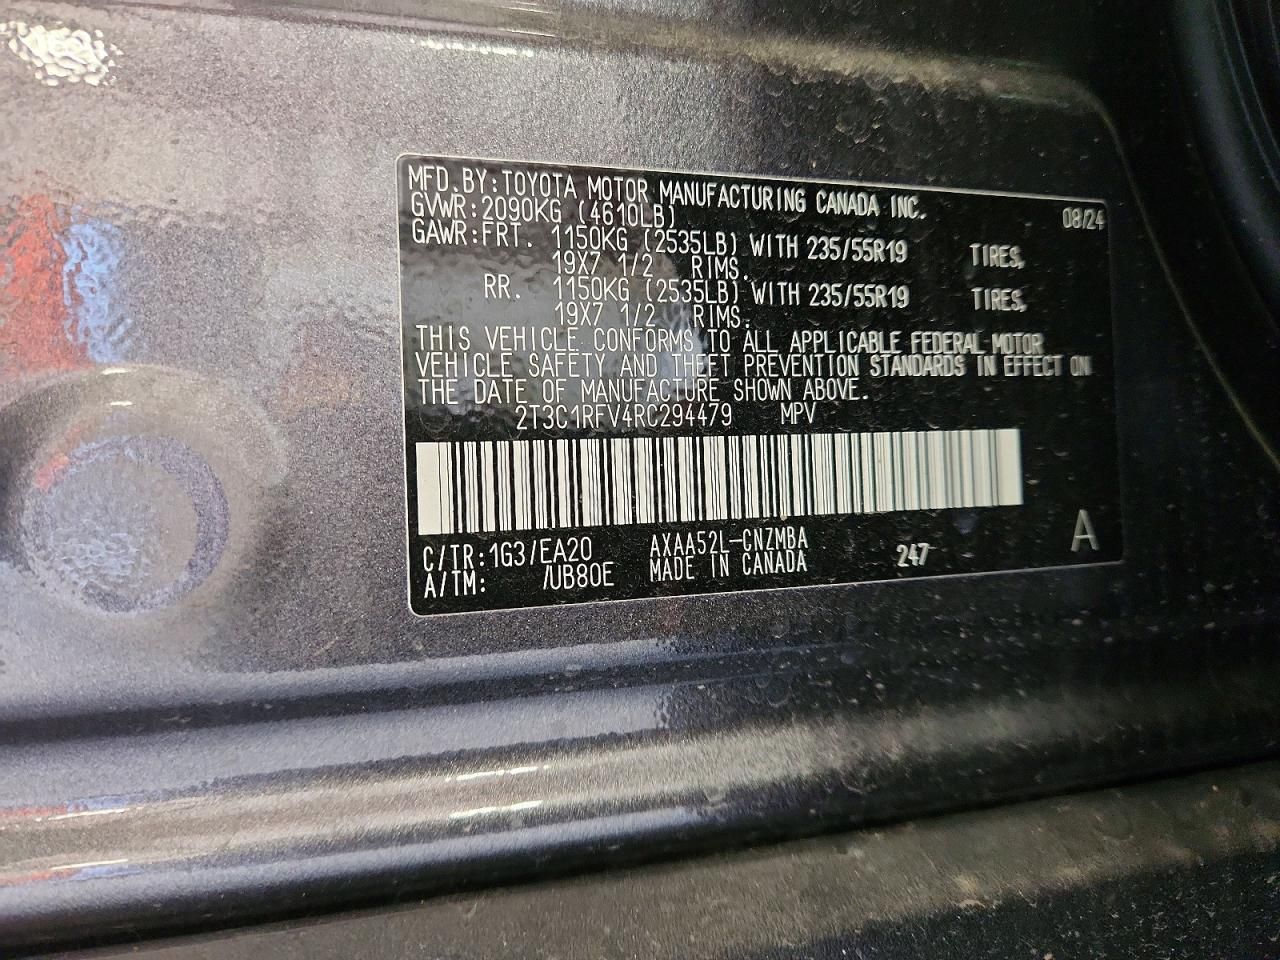 MFD.BY:TOYOTA MOTOR MANUFACTURING CANADA INC.
GVWR:2090KG (4610LB) 08/24
GAWR:FRT. 1150KG (2535LB) WITH 235/55R19 TIRES,
19X7 1/2 RIMS.
RR. 1150KG (2535LB) WITH 235/55R19 TIRES,
19X7 1/2 RIMS.
THIS VEHICLE CONFORMS TO ALL APPLICABLE FEDERAL MOTOR
VEHICLE SAFETY AND THEFT PREVENTION STANDARDS IN EFFECT ON
THE DATE OF MANUFACTURE SHOWN ABOVE.
2T3C1RFV4RC294479 MPV
C/TR:1G3/EA20 AXAA52L-CNZMBA 247 A
A/TM: /UB80E MADE IN CANADA